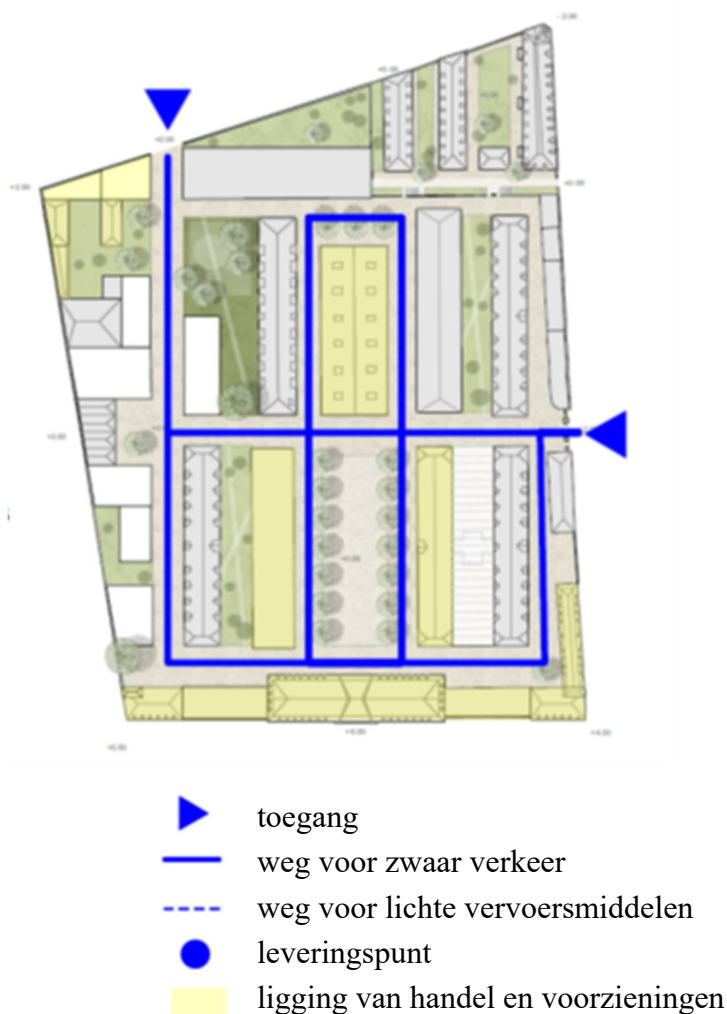 toegang
weg voor zwaar verkeer
weg voor lichte vervoersmiddelen
leveringspunt
ligging van handel en voorzieningen